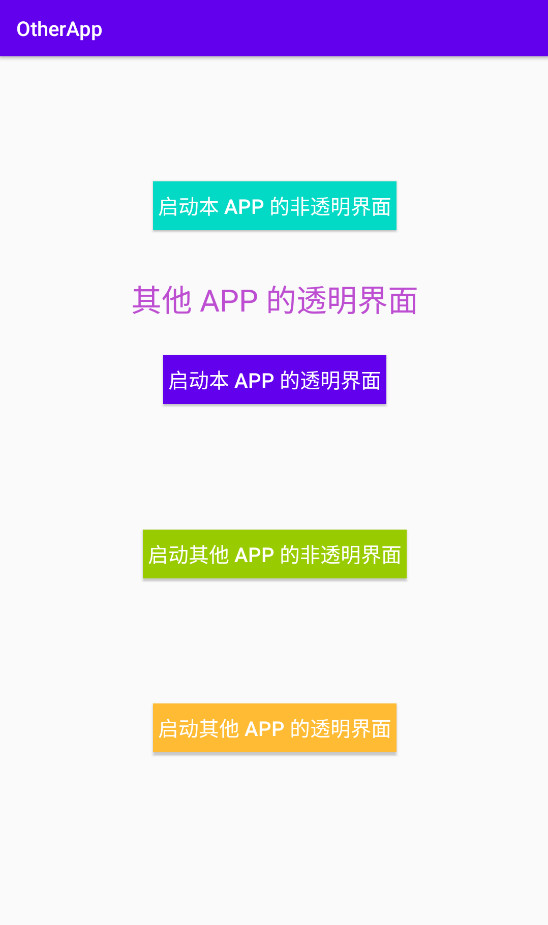 OtherApp
启动本 APP 的非透明界面
其他 APP 的透明界面
启动本 APP 的透明界面
启动其他 APP 的非透明界面
启动其他 APP 的透明界面